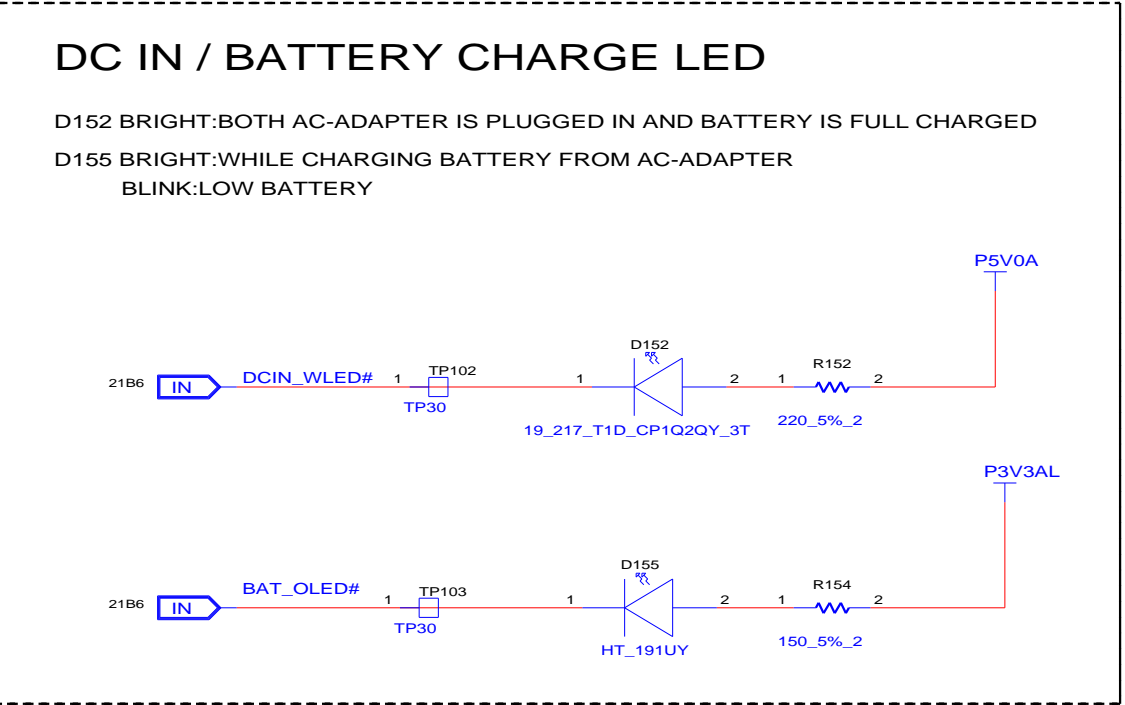 DC IN / BATTERY CHARGE LED
D152 BRIGHT:BOTH AC-ADAPTER IS PLUGGED IN AND BATTERY IS FULL CHARGED
D155 BRIGHT:WHILE CHARGING BATTERY FROM AC-ADAPTER
BLINK:LOW BATTERY
P5V0A
21B6 IN DCIN_WLED# 1 TP102 1 D152 2 1 R152 2
TP30 19_217_T1D_CP1Q2QY_3T 220_5%_2
P3V3AL
21B6 IN BAT_OLED# 1 TP103 1 D155 2 1 R154 2
TP30 HT_191UY 150_5%_2